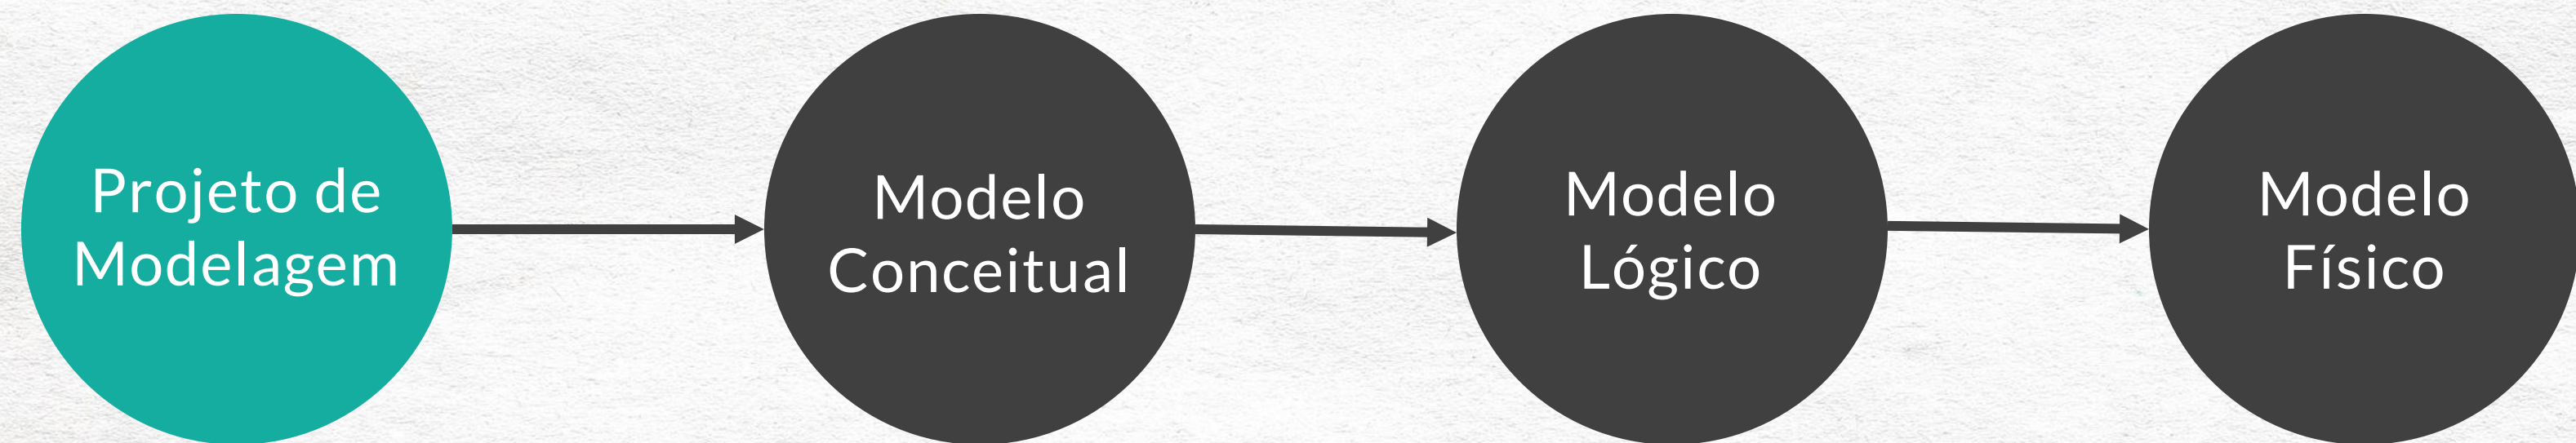 Projeto de
Modelagem
Modelo
Conceitual
Modelo
Lógico
Modelo
Físico